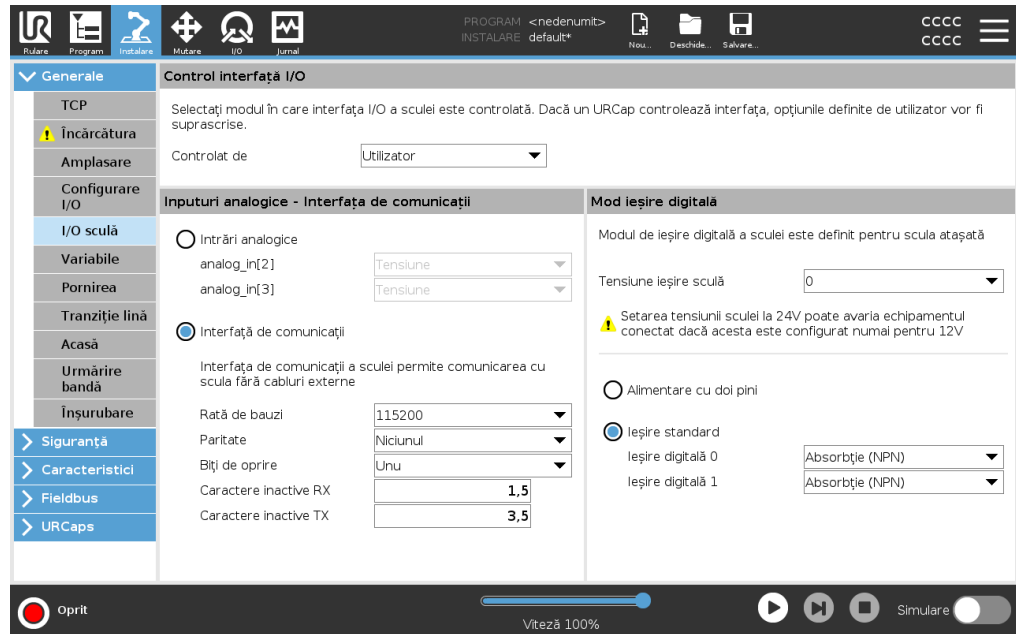 PROGRAM <nedenumit>
INSTALARE default*
Rulare Program Instalare Mutare I/O Jurnal Nou... Deschide... Salvare...
CCCC
CCCC
Generale
TCP
Încărcătura
Amplasare
Configurare
I/O
I/O sculă
Variabile
Pornirea
Tranziție lină
Acasă
Urmărire
bandă
Înșurubare
Siguranță
Caracteristici
Fieldbus
URCaps
Control interfață I/O
Selectați modul în care interfața I/O a sculei este controlată. Dacă un URCap controlează interfața, opțiunile definite de utilizator vor fi
suprascrise.
Controlat de Utilizator
Inputuri analogice - Interfața de comunicații
Intrări analogice
analog_in[2] Tensiune
analog_in[3] Tensiune
Interfață de comunicații
Interfața de comunicații a sculei permite comunicarea cu
scula fără cabluri externe
Rată de bauzi 115200
Paritate Niciunul
Biți de oprire Unu
Caractere inactive RX 1,5
Caractere inactive TX 3,5
Mod ieșire digitală
Modul de ieșire digitală a sculei este definit pentru scula atașată
Tensiune ieșire sculă 0
Setarea tensiunii sculei la 24V poate avaria echipamentul
conectat dacă acesta este configurat numai pentru 12V
Alimentare cu doi pini
Ieșire standard
Ieșire digitală 0 Absorbție (NPN)
Ieșire digitală 1 Absorbție (NPN)
Oprit
Viteză 100%
Simulare